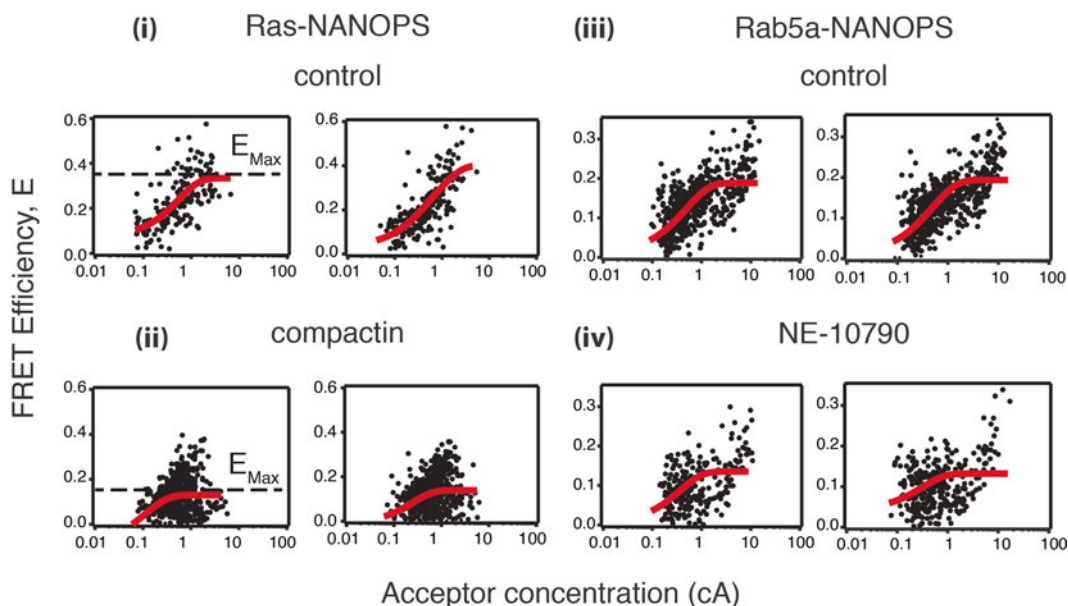 (i) Ras-NANOPS
control
FRET Efficiency, E
0.6
0.4
0.2
0.0
E_Max
0.01 0.1 1 10 100
0.6
0.4
0.2
0.0
0.01 0.1 1 10 100
(ii) compactin
0.6
0.4
0.2
0.0
E_Max
0.01 0.1 1 10 100
0.6
0.4
0.2
0.0
0.01 0.1 1 10 100
(iii) Rab5a-NANOPS
control
0.3
0.2
0.1
0.0
0.01 0.1 1 10 100
0.3
0.2
0.1
0.0
0.01 0.1 1 10 100
(iv) NE-10790
0.3
0.2
0.1
0.0
0.01 0.1 1 10 100
0.3
0.2
0.1
0.0
0.01 0.1 1 10 100
Acceptor concentration (cA)